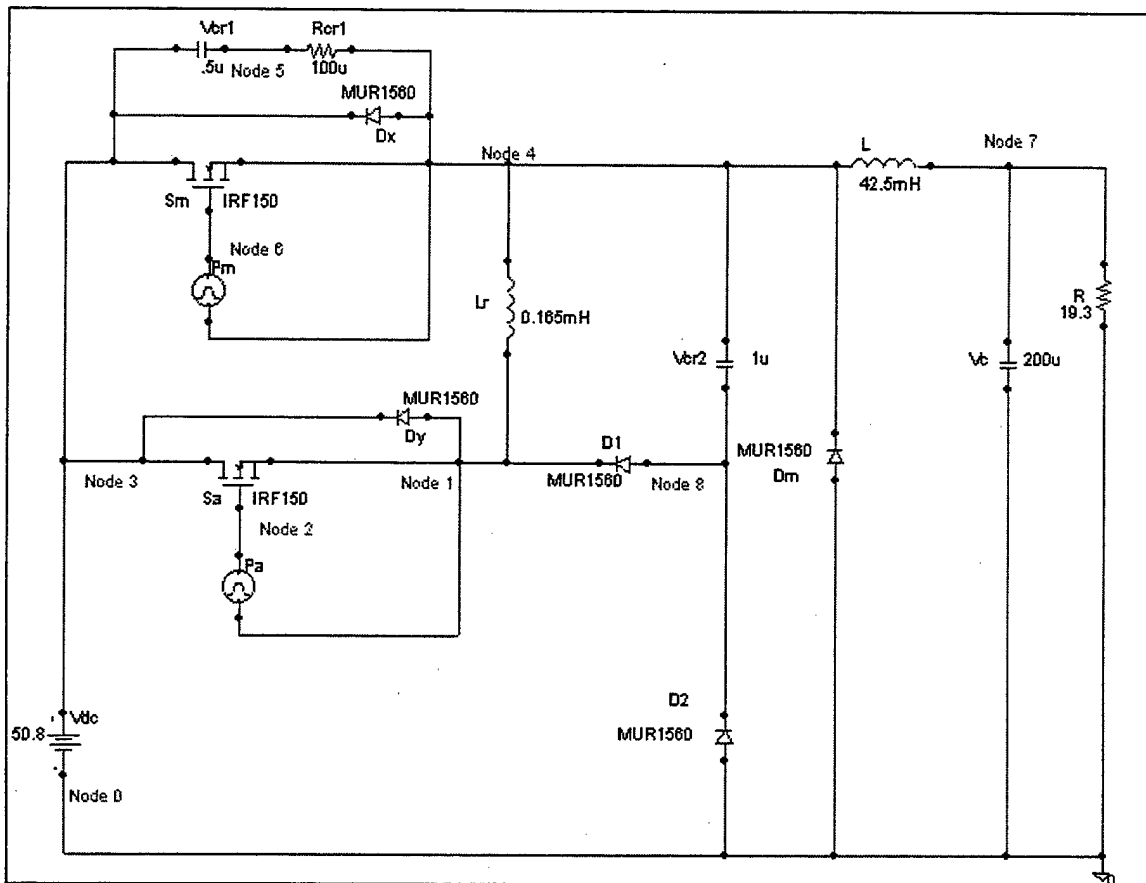 Vcr1
Rcr1
.5u
Node 5
100u
MUR1560
Dx
Node 4
L
Node 7
42.5mH
Sm
IRF150
Node 6
Pm
Lr
0.165mH
R
19.3
Vcr2
1u
Vc
200u
MUR1560
Dy
D1
MUR1560
Dm
Node 3
Node 1
MUR1560
Node 8
Sa
IRF150
Node 2
Pa
D2
MUR1560
Vdc
50.8
Node 0
0